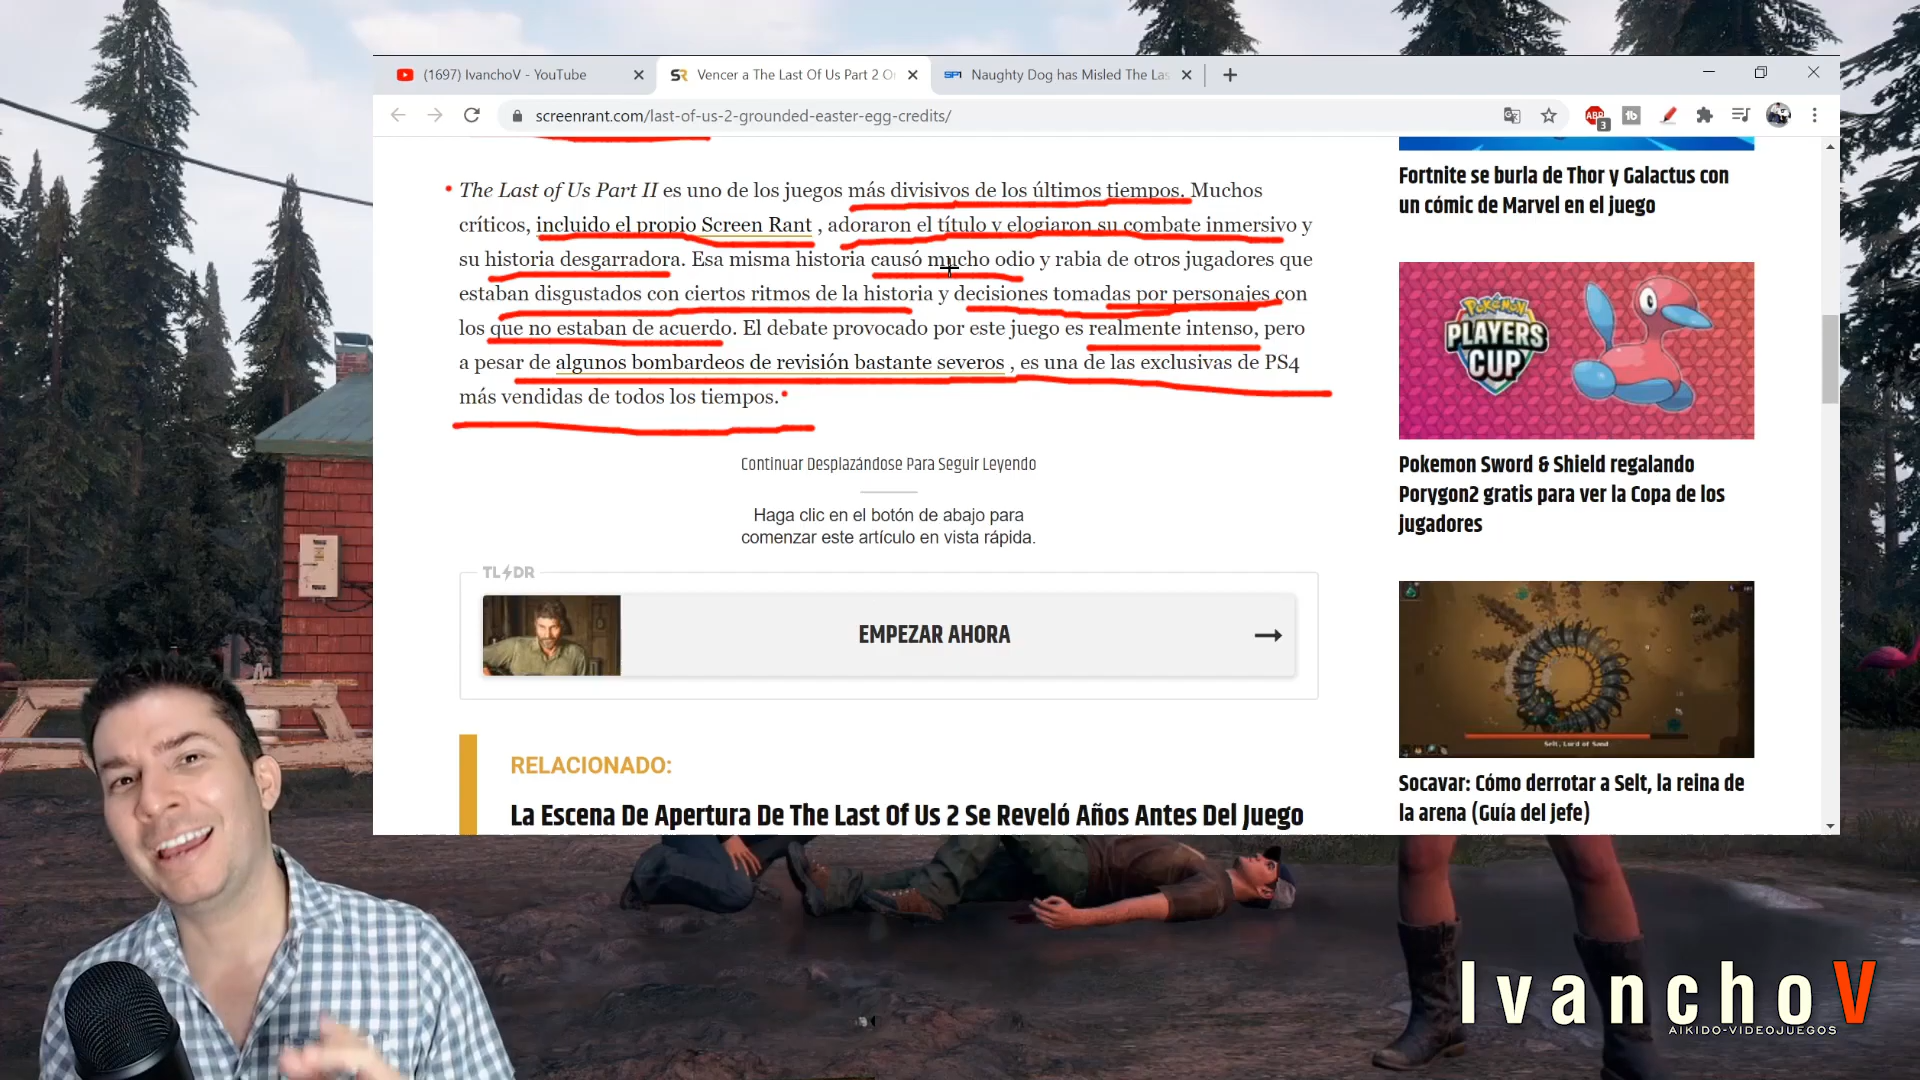 (1697) IvanchoV - YouTube
Vencer a The Last Of Us Part 2 O
Naughty Dog has Misled The Las
screenrant.com/last-of-us-2-grounded-easter-egg-credits/
The Last of Us Part II es uno de los juegos más divisivos de los últimos tiempos. Muchos
críticos, incluido el propio Screen Rant , adoraron el título y elogiaron su combate inmersivo y
su historia desgarradora. Esa misma historia causó mucho odio y rabia de otros jugadores que
estaban disgustados con ciertos ritmos de la historia y decisiones tomadas por personajes con
los que no estaban de acuerdo. El debate provocado por este juego es realmente intenso, pero
a pesar de algunos bombardeos de revisión bastante severos , es una de las exclusivas de PS4
más vendidas de todos los tiempos.
Continuar Desplazándose Para Seguir Leyendo
Haga clic en el botón de abajo para
comenzar este artículo en vista rápida.
TL DR
EMPEZAR AHORA
RELACIONADO:
La Escena De Apertura De The Last Of Us 2 Se Reveló Años Antes Del Juego
Fortnite se burla de Thor y Galactus con
un cómic de Marvel en el juego
Pokémon
PLAYERS
CUP
Pokemon Sword & Shield regalando
Porygon2 gratis para ver la Copa de los
jugadores
Selt, Lord of Sand
Socavar: Cómo derrotar a Selt, la reina de
la arena (Guía del jefe)
IvanchoV
AIKIDO-VIDEOJUEGOS
SR
ABP
3
tb